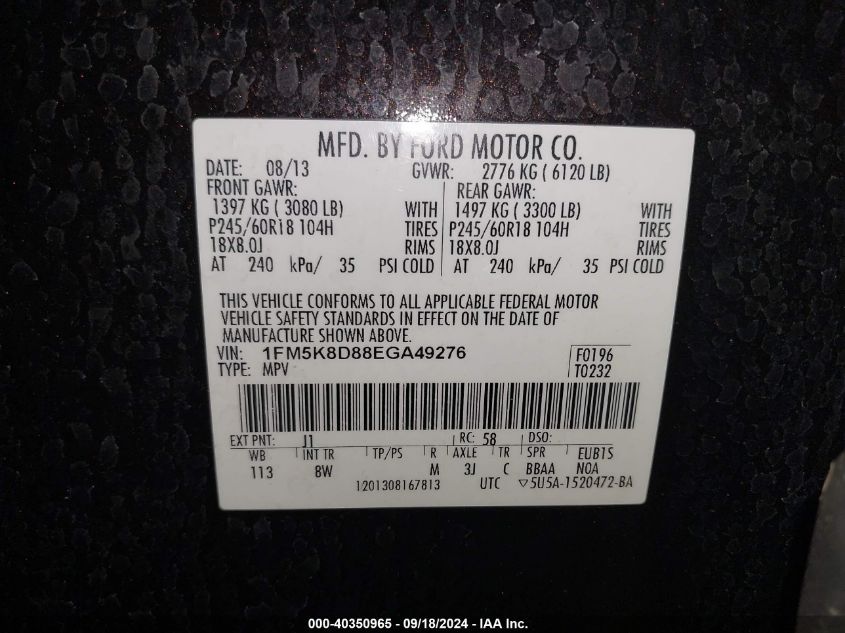 MFD. BY FORD MOTOR CO.
DATE: 08/13 GVWR: 2776 KG ( 6120 LB)
FRONT GAWR: REAR GAWR:
1397 KG ( 3080 LB) WITH 1497 KG ( 3300 LB) WITH
P245/60R18 104H TIRES P245/60R18 104H TIRES
18X8.0J RIMS 18X8.0J RIMS
AT 240 kPa/ 35 PSI COLD AT 240 kPa/ 35 PSI COLD
THIS VEHICLE CONFORMS TO ALL APPLICABLE FEDERAL MOTOR
VEHICLE SAFETY STANDARDS IN EFFECT ON THE DATE OF
MANUFACTURE SHOWN ABOVE.
VIN: 1FM5K8D88EGA49276 F0196
TYPE: MPV T0232
EXT PNT: J1 RC: 58 DSO:
WB INT TR TP/PS R AXLE TR SPR EUB1S
113 8W M 3J C BBAA N0A
1201308167813 UTC ▽5U5A-1520472-BA
000-40350965 - 09/18/2024 - IAA Inc.